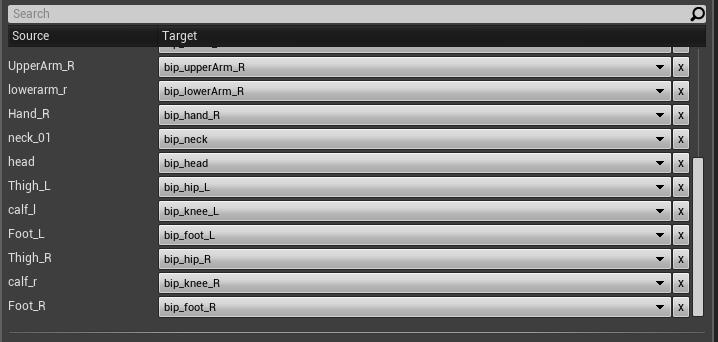 Search
Source Target
UpperArm_R bip_upperArm_R x
lowerarm_r bip_lowerArm_R x
Hand_R bip_hand_R x
neck_01 bip_neck x
head bip_head x
Thigh_L bip_hip_L x
calf_l bip_knee_L x
Foot_L bip_foot_L x
Thigh_R bip_hip_R x
calf_r bip_knee_R x
Foot_R bip_foot_R x